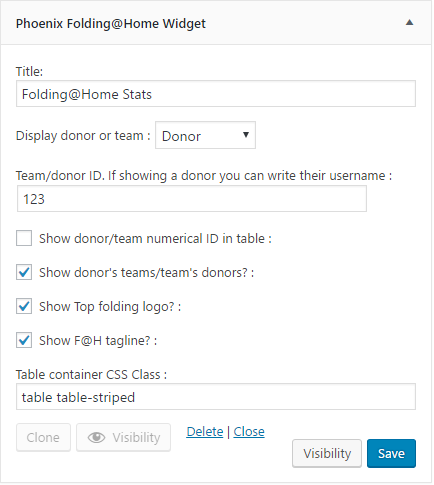 Phoenix Folding@Home Widget
Title:
Folding@Home Stats
Display donor or team : Donor
Team/donor ID. If showing a donor you can write their username :
123
Show donor/team numerical ID in table :
Show donor's teams/team's donors? :
Show Top folding logo? :
Show F@H tagline? :
Table container CSS Class :
table table-striped
Clone Visibility Delete | Close
Visibility Save